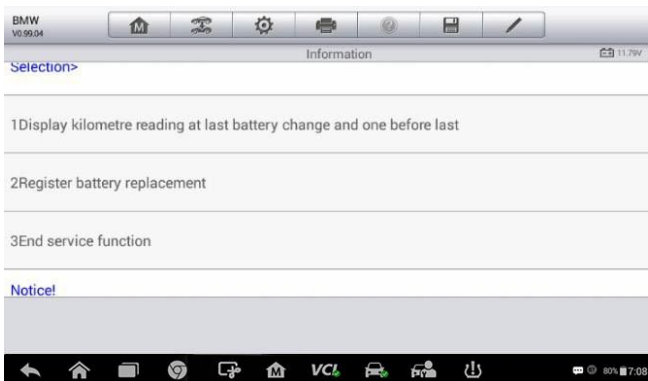 BMW
V0.99.04
Information
11.79V
Selection>
1Display kilometre reading at last battery change and one before last
2Register battery replacement
3End service function
Notice!
M
M
VCI
80% 7:08